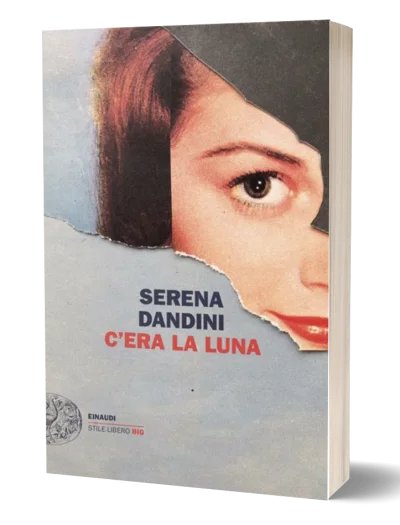 SERENA
DANDINI
C'ERA LA LUNA
EINAUDI
STILE LIBERO BIG